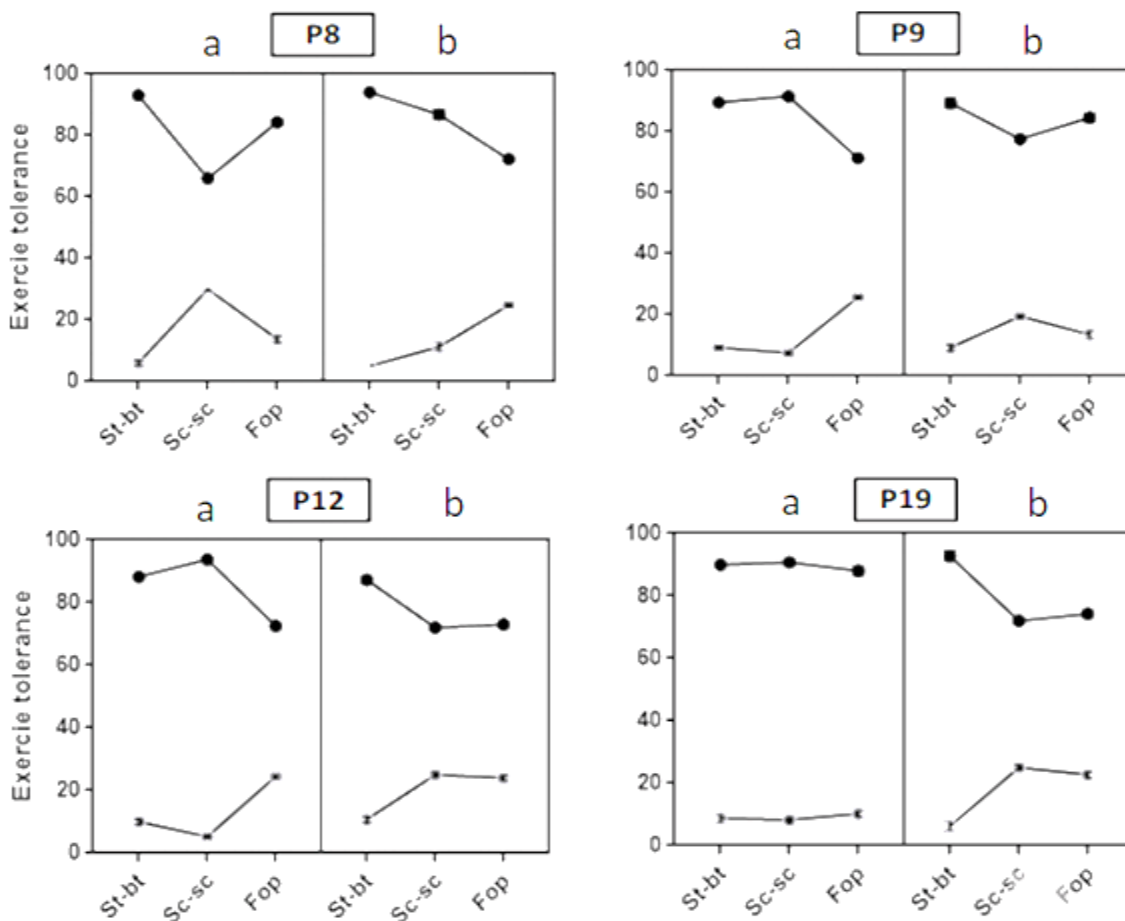 a P8 b
a P9 b
100 100
80 80
60 60
40 40
20 20
0 0
Exercie tolerance
St-bt Sc-sc Fop St-bt Sc-sc Fop
St-bt Sc-sc Fop St-bt Sc-sc Fop
a P12 b
a P19 b
100 100
80 80
60 60
40 40
20 20
0 0
Exercie tolerance
St-bt Sc-sc Fop St-bt Sc-sc Fop
St-bt Sc-sc Fop St-bt Sc-sc Fop